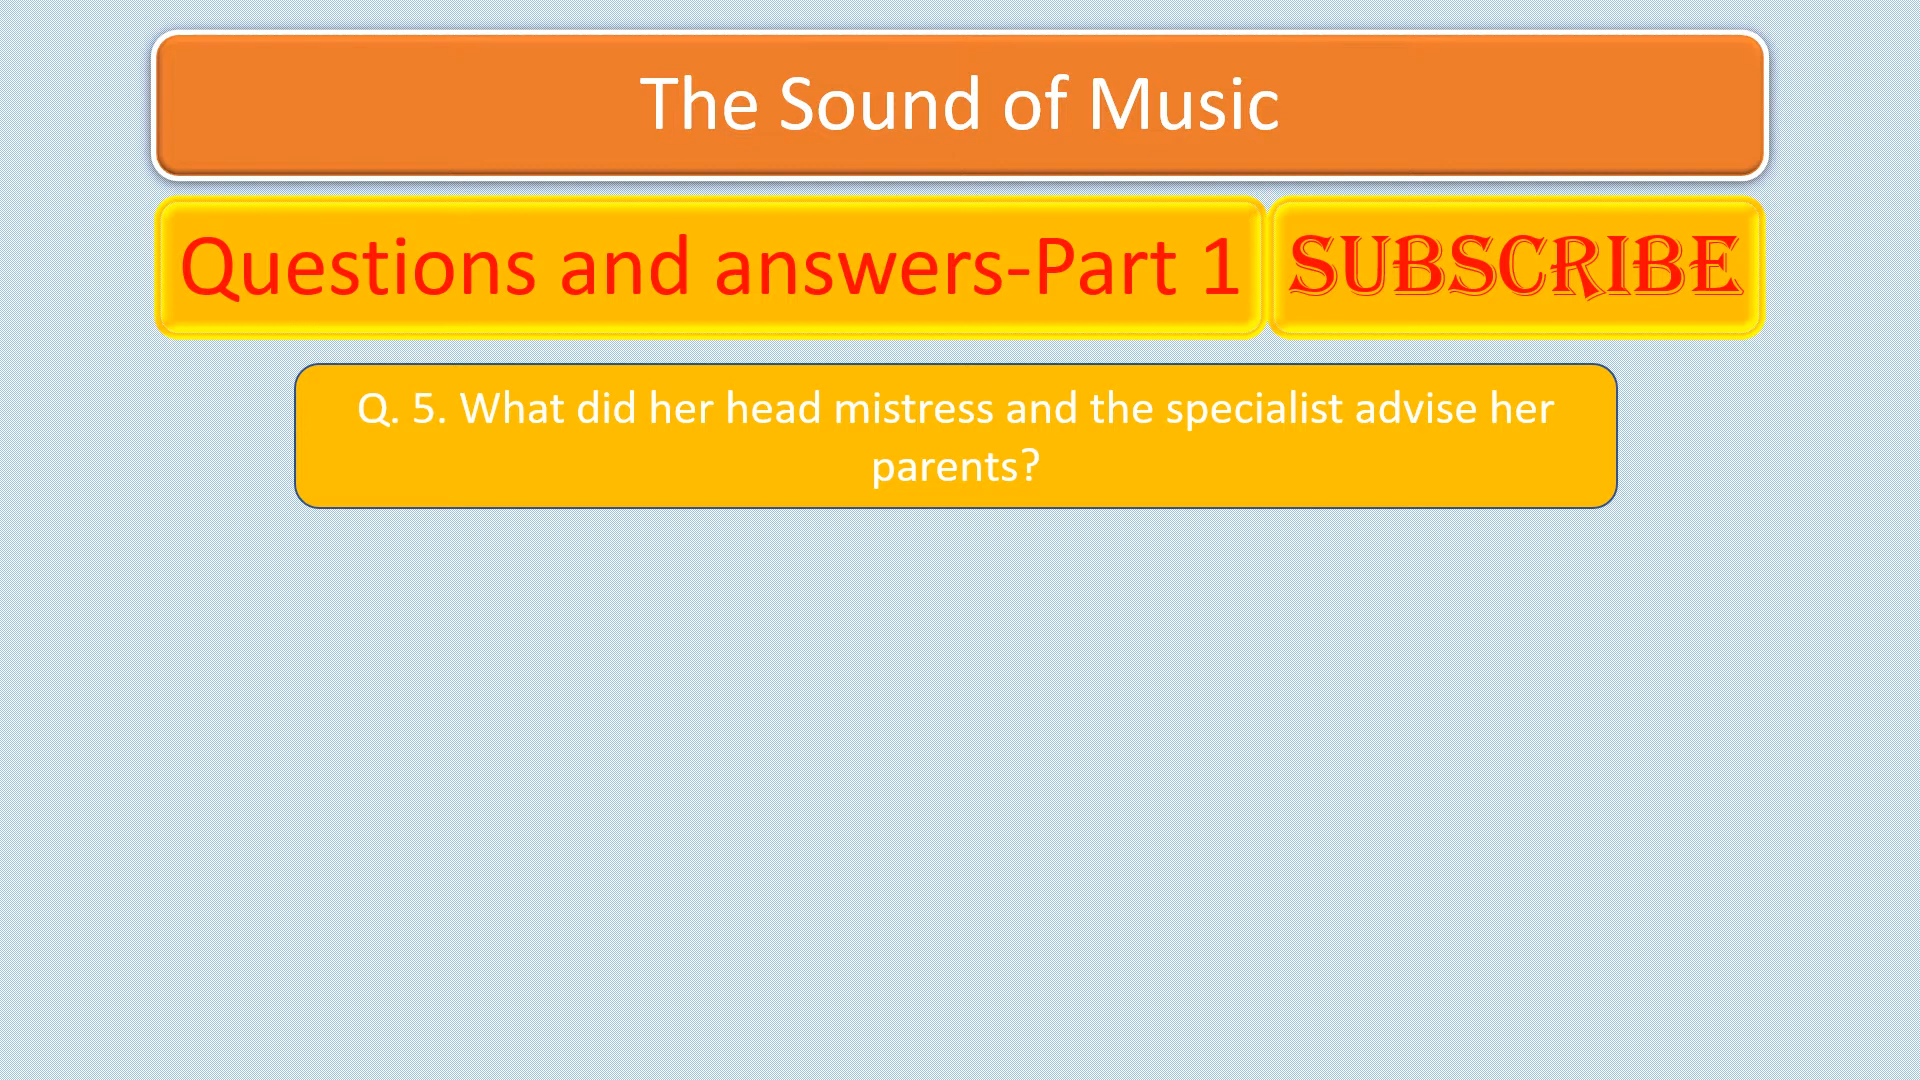 The Sound of Music
Questions and answers-Part 1 SUBSCRIBE
Q. 5. What did her head mistress and the specialist advise her
parents?